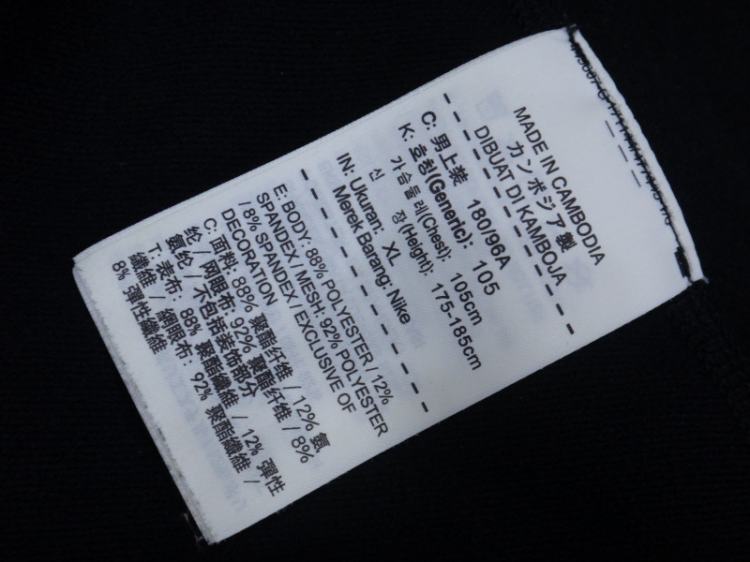 MADE IN CAMBODIA
カンボジア製
DIBUAT DI KAMBOJA
C: 男上装 180/96A
K: 호칭(Generic): 105
가슴둘레(Chest): 105cm
신 장(Height): 175-185cm
IN: Ukuran: XL
Merek Barang: Nike
E: BODY: 88% POLYESTER / 12%
SPANDEX / MESH: 92% POLYESTER
/ 8% SPANDEX / EXCLUSIVE OF
DECORATION
C: 面料: 88% 聚酯纤维 / 12% 氨
纶 / 网眼布: 92% 聚酯纤维 / 8%
氨纶 / 不包括装饰部分
T: 表布: 88% 聚酯纖維 / 12% 彈性
纖維 / 網眼布: 92% 聚酯纖維 /
8% 彈性纖維